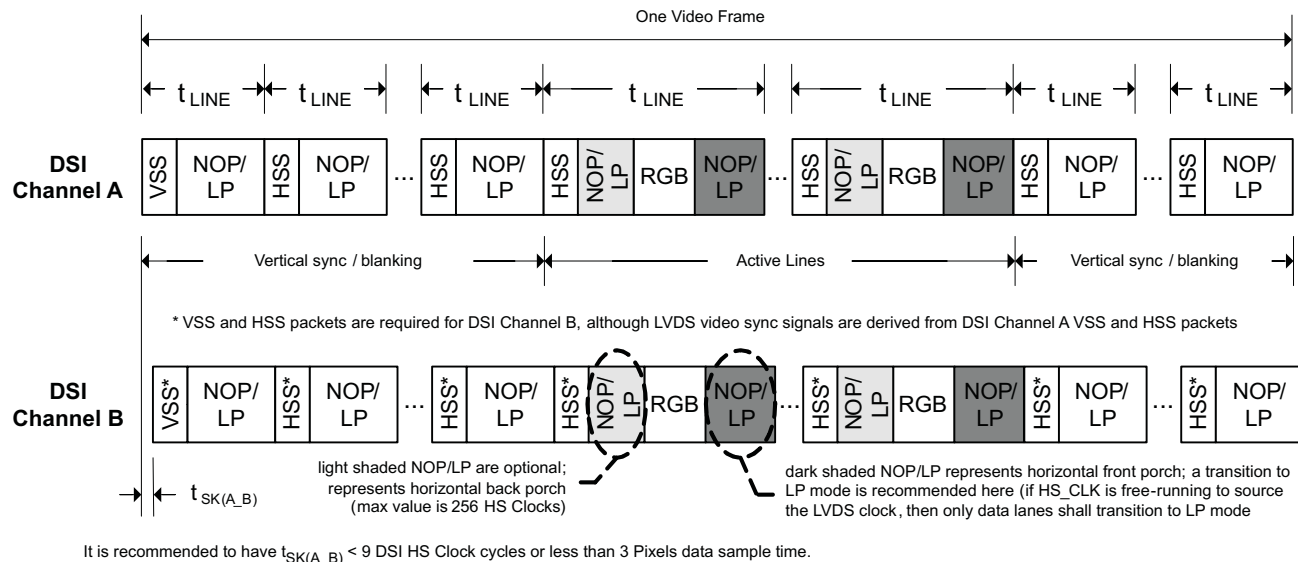 One Video Frame
t LINE t LINE t LINE t LINE t LINE t LINE t LINE
DSI
Channel A
VSS NOP/
LP HSS NOP/
LP ... HSS NOP/
LP HSS NOP/
LP RGB NOP/
LP ... HSS NOP/
LP RGB NOP/
LP HSS NOP/
LP ... HSS NOP/
LP
Vertical sync / blanking Active Lines Vertical sync / blanking
* VSS and HSS packets are required for DSI Channel B, although LVDS video sync signals are derived from DSI Channel A VSS and HSS packets
DSI
Channel B
VSS* NOP/
LP HSS* NOP/
LP ... HSS* NOP/
LP HSS* NOP/
LP RGB NOP/
LP ... HSS* NOP/
LP RGB NOP/
LP HSS* NOP/
LP ... HSS* NOP/
LP
t SK(A_B)
light shaded NOP/LP are optional;
represents horizontal back porch
(max value is 256 HS Clocks)
dark shaded NOP/LP represents horizontal front porch; a transition to
LP mode is recommended here (if HS_CLK is free-running to source
the LVDS clock, then only data lanes shall transition to LP mode
It is recommended to have tSK(A_B) < 9 DSI HS Clock cycles or less than 3 Pixels data sample time.